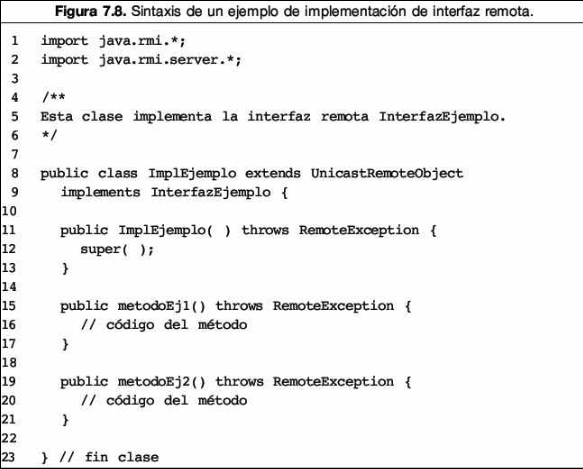 Figura 7.8. Sintaxis de un ejemplo de implementación de interfaz remota.
1 import java.rmi.*;
2 import java.rmi.server.*;
3
4 /**
5 Esta clase implementa la interfaz remota InterfazEjemplo.
6 */
7
8 public class ImplEjemplo extends UnicastRemoteObject
9 implements InterfazEjemplo {
10
11 public ImplEjemplo( ) throws RemoteException {
12 super( );
13 }
14
15 public metodoEj1() throws RemoteException {
16 // código del método
17 }
18
19 public metodoEj2() throws RemoteException {
20 // código del método
21 }
22
23 } // fin clase